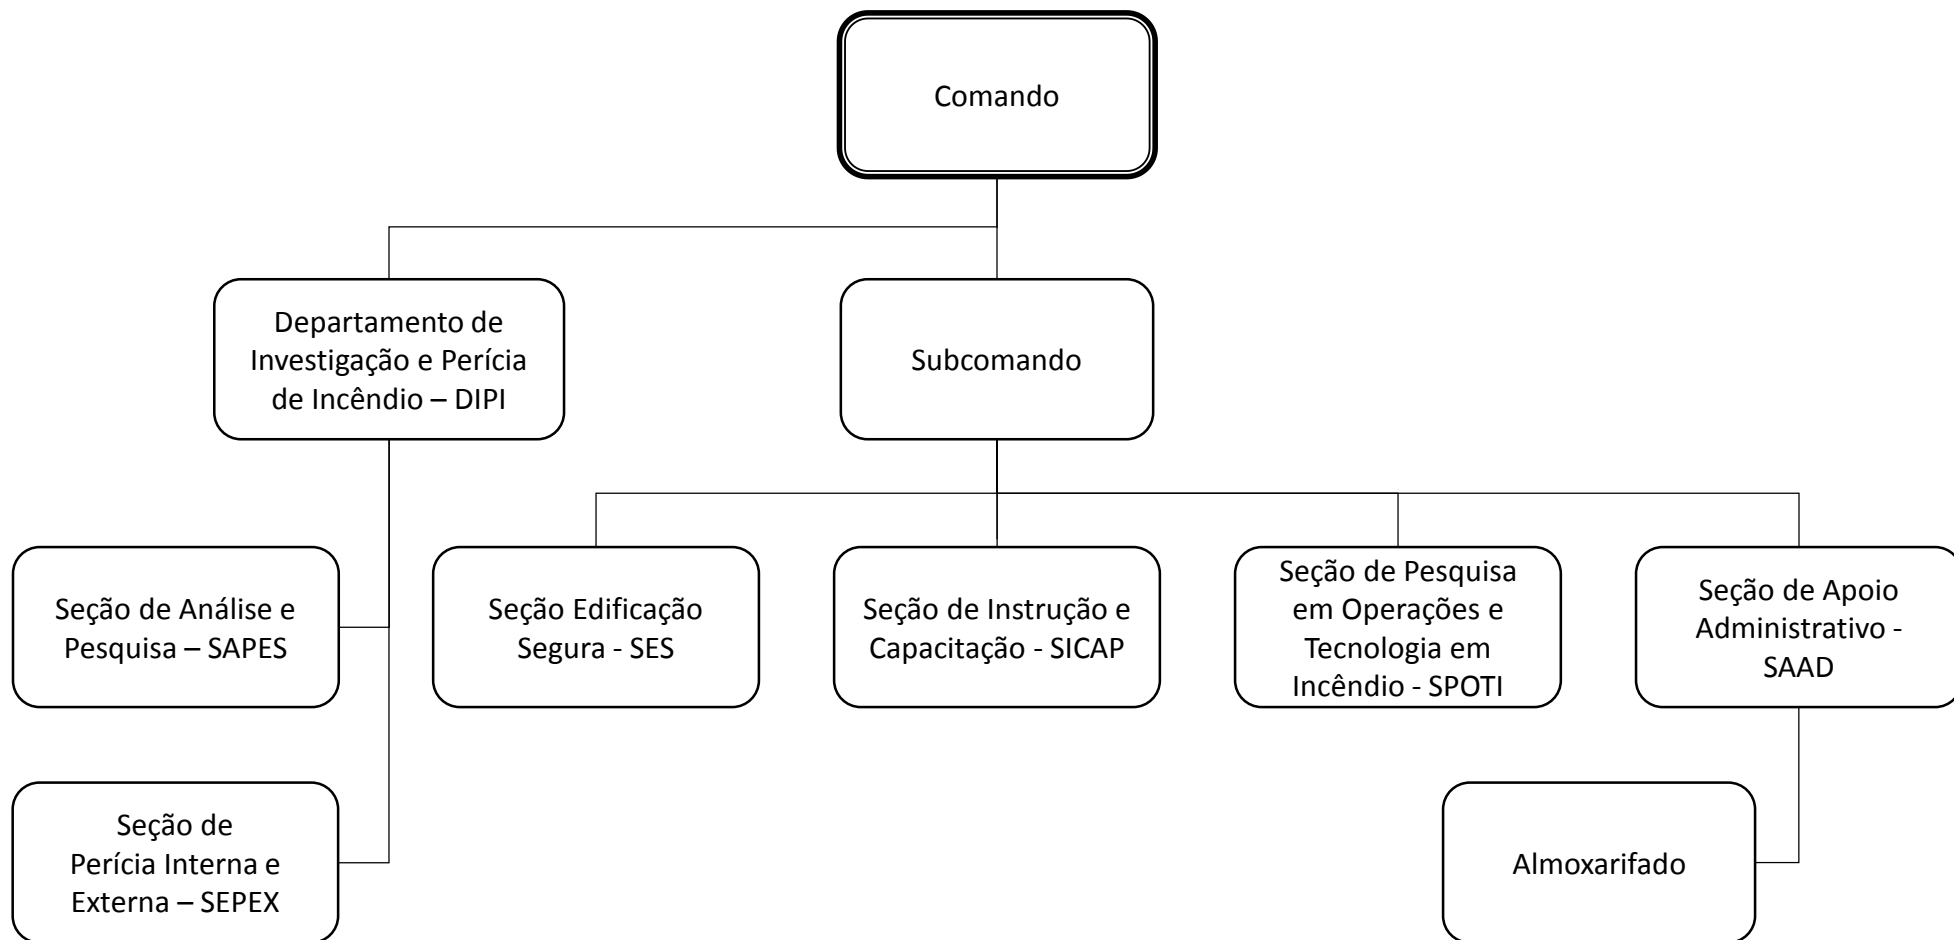 Comando
Departamento de
Investigação e Perícia
de Incêndio – DIPI
Subcomando
Seção de Análise e
Pesquisa – SAPES
Seção Edificação
Segura - SES
Seção de Instrução e
Capacitação - SICAP
Seção de Pesquisa
em Operações e
Tecnologia em
Incêndio - SPOTI
Seção de Apoio
Administrativo -
SAAD
Seção de
Perícia Interna e
Externa – SEPEX
Almoxarifado